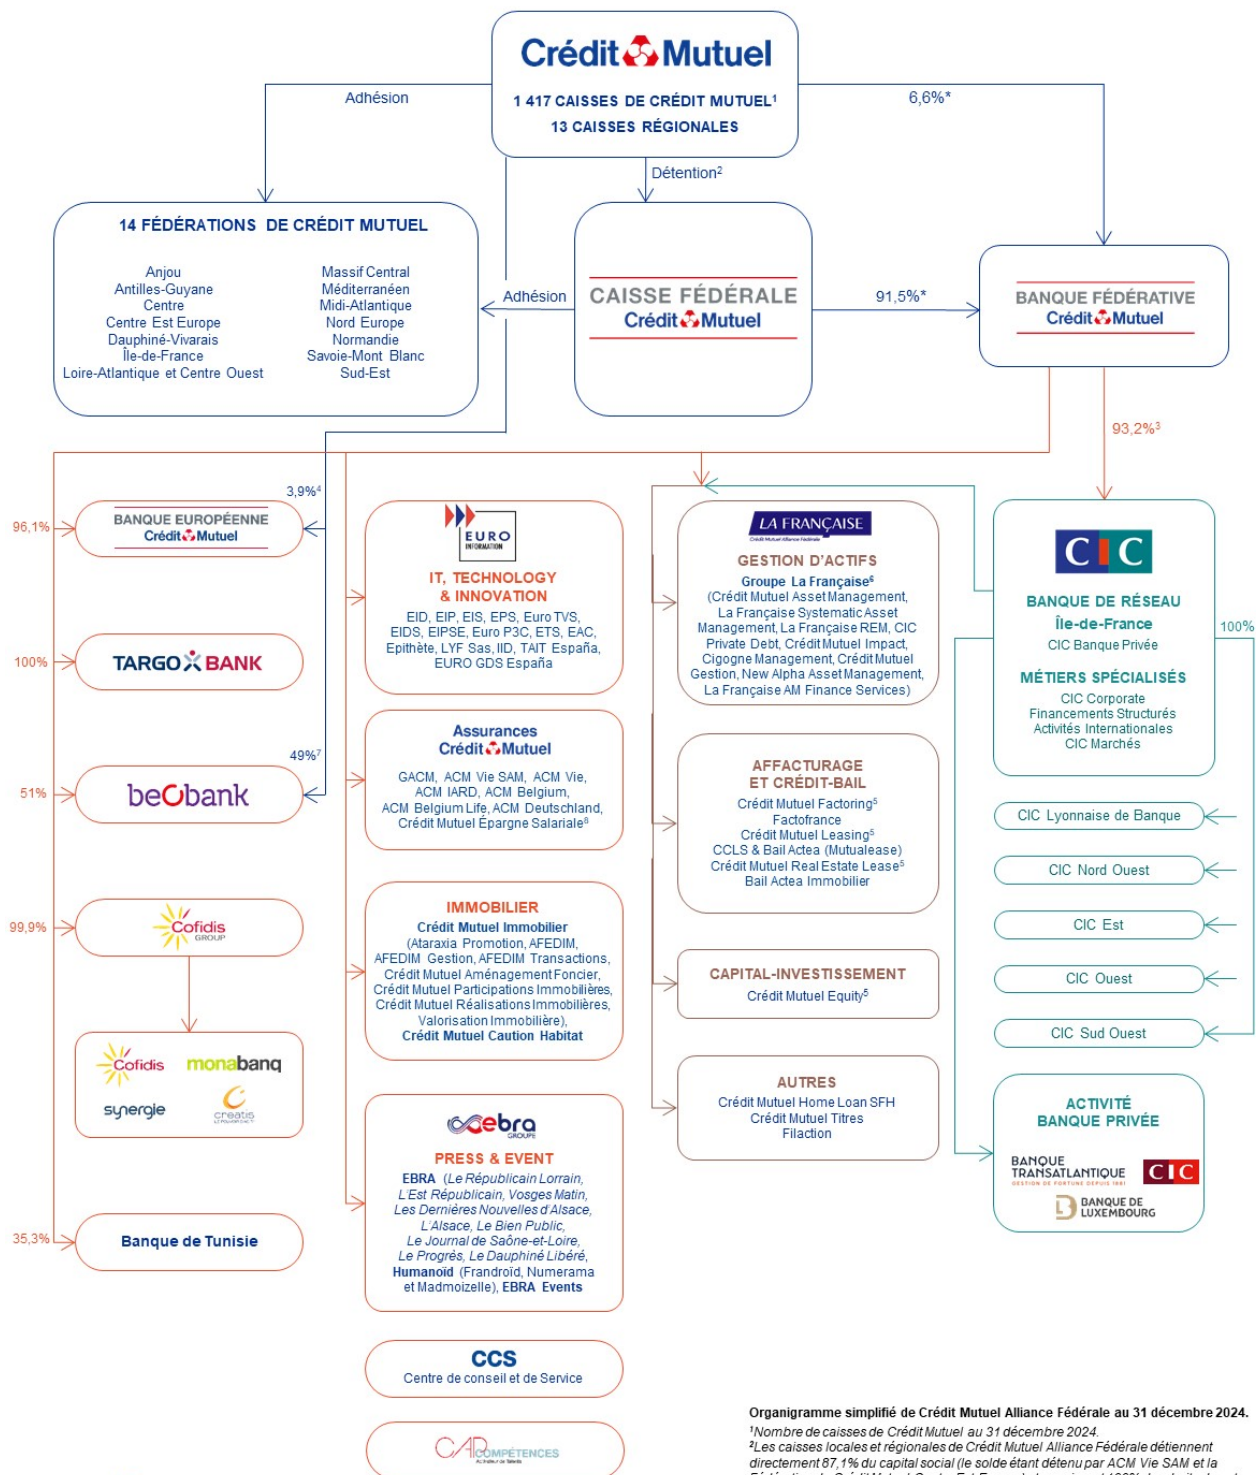 Crédit Mutuel
1 417 CAISSES DE CRÉDIT MUTUEL¹
13 CAISSES RÉGIONALES
Adhésion
6,6%*
Détention²
14 FÉDÉRATIONS DE CRÉDIT MUTUEL
Anjou
Antilles-Guyane
Centre
Centre Est Europe
Dauphiné-Vivarais
Île-de-France
Loire-Atlantique et Centre Ouest
Massif Central
Méditerranéen
Midi-Atlantique
Nord Europe
Normandie
Savoie-Mont Blanc
Sud-Est
Adhésion
CAISSE FÉDÉRALE
Crédit Mutuel
91,5%*
BANQUE FÉDÉRATIVE
Crédit Mutuel
93,2%³
3,9%⁴
96,1%
BANQUE EUROPÉENNE
Crédit Mutuel
100%
TARGO BANK
49%⁷
51%
beobank
99,9%
Cofidis
GROUP
Cofidis
monabanq
synergie
creatis
35,3%
Banque de Tunisie
EURO
INFORMATION
IT, TECHNOLOGY
& INNOVATION
EID, EIP, EIS, EPS, Euro TVS,
EIDS, EIPSE, Euro P3C, ETS, EAC,
Epithète, LYF Sas, IID, TAIT España,
EURO GDS España
Assurances
Crédit Mutuel
GACM, ACM Vie SAM, ACM Vie,
ACM IARD, ACM Belgium,
ACM Belgium Life, ACM Deutschland,
Crédit Mutuel Épargne Salariale⁸
IMMOBILIER
Crédit Mutuel Immobilier
(Ataraxia Promotion, AFEDIM,
AFEDIM Gestion, AFEDIM Transactions,
Crédit Mutuel Aménagement Foncier,
Crédit Mutuel Participations Immobilières,
Crédit Mutuel Réalisations Immobilières,
Valorisation Immobilière),
Crédit Mutuel Caution Habitat
ebra
GROUPE
PRESS & EVENT
EBRA (Le Républicain Lorrain,
L'Est Républicain, Vosges Matin,
Les Dernières Nouvelles d'Alsace,
L'Alsace, Le Bien Public,
Le Journal de Saône-et-Loire,
Le Progrès, Le Dauphiné Libéré,
Humanoïd (Frandroïd, Numerama
et Madmoizelle), EBRA Events
CCS
Centre de conseil et de Service
CAP COMPÉTENCES
Activateur de Talents
LA FRANÇAISE
Crédit Mutuel Alliance Fédérale
GESTION D'ACTIFS
Groupe La Française⁶
(Crédit Mutuel Asset Management,
La Française Systematic Asset
Management, La Française REM, CIC
Private Debt, Crédit Mutuel Impact,
Cigogne Management, Crédit Mutuel
Gestion, New Alpha Asset Management,
La Française AM Finance Services)
AFFACTURAGE
ET CRÉDIT-BAIL
Crédit Mutuel Factoring⁵
Factofrance
Crédit Mutuel Leasing⁵
CCLS & Bail Actea (Mutualease)
Crédit Mutuel Real Estate Lease⁵
Bail Actea Immobilier
CAPITAL-INVESTISSEMENT
Crédit Mutuel Equity⁵
AUTRES
Crédit Mutuel Home Loan SFH
Crédit Mutuel Titres
Filaction
CIC
BANQUE DE RÉSEAU
Île-de-France
CIC Banque Privée
MÉTIERS SPÉCIALISÉS
CIC Corporate
Financements Structurés
Activités Internationales
CIC Marchés
100%
CIC Lyonnaise de Banque
CIC Nord Ouest
CIC Est
CIC Ouest
CIC Sud Ouest
ACTIVITÉ
BANQUE PRIVÉE
BANQUE
TRANSATLANTIQUE
GESTION DE FORTUNE DEPUIS 1881
CIC
BANQUE DE
LUXEMBOURG
Organigramme simplifié de Crédit Mutuel Alliance Fédérale au 31 décembre 2024.
¹Nombre de caisses de Crédit Mutuel au 31 décembre 2024.
²Les caisses locales et régionales de Crédit Mutuel Alliance Fédérale détiennent
directement 87,1% du capital social (le solde étant détenu par ACM Vie SAM et la